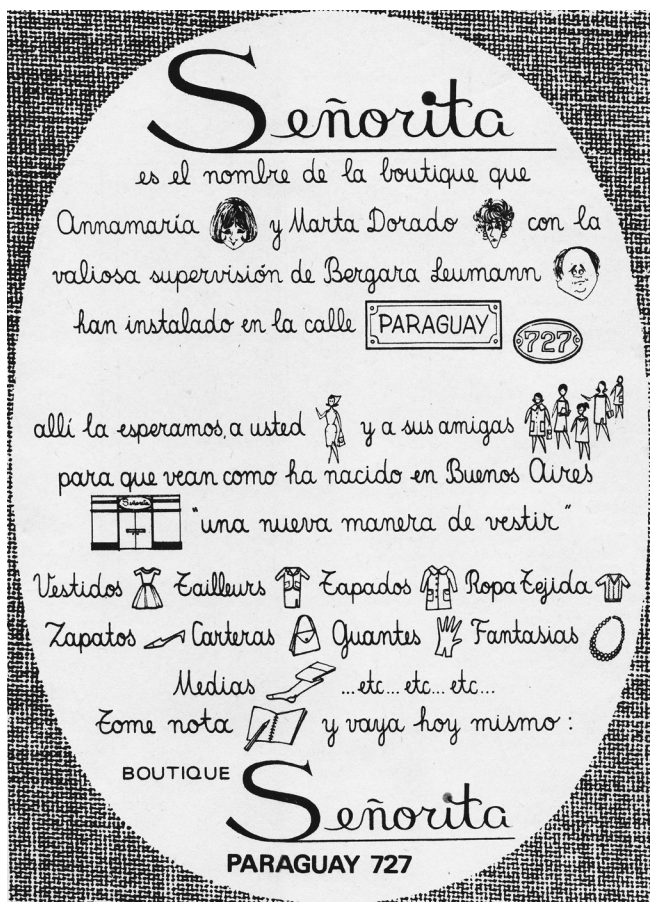 Señorita
es el nombre de la boutique que
Annamaría y Marta Dorado con la
valiosa supervisión de Bergara Leumann
han instalado en la calle PARAGUAY 727
allí la esperamos, a usted y a sus amigas
para que vean como ha nacido en Buenos Aires
Señorita "una nueva manera de vestir"
Vestidos Tailleurs Tapados Ropa Tejida
Zapatos Carteras Guantes Fantasias
Medias ...etc... etc... etc...
Tome nota y vaya hoy mismo:
BOUTIQUE
Señorita
PARAGUAY 727